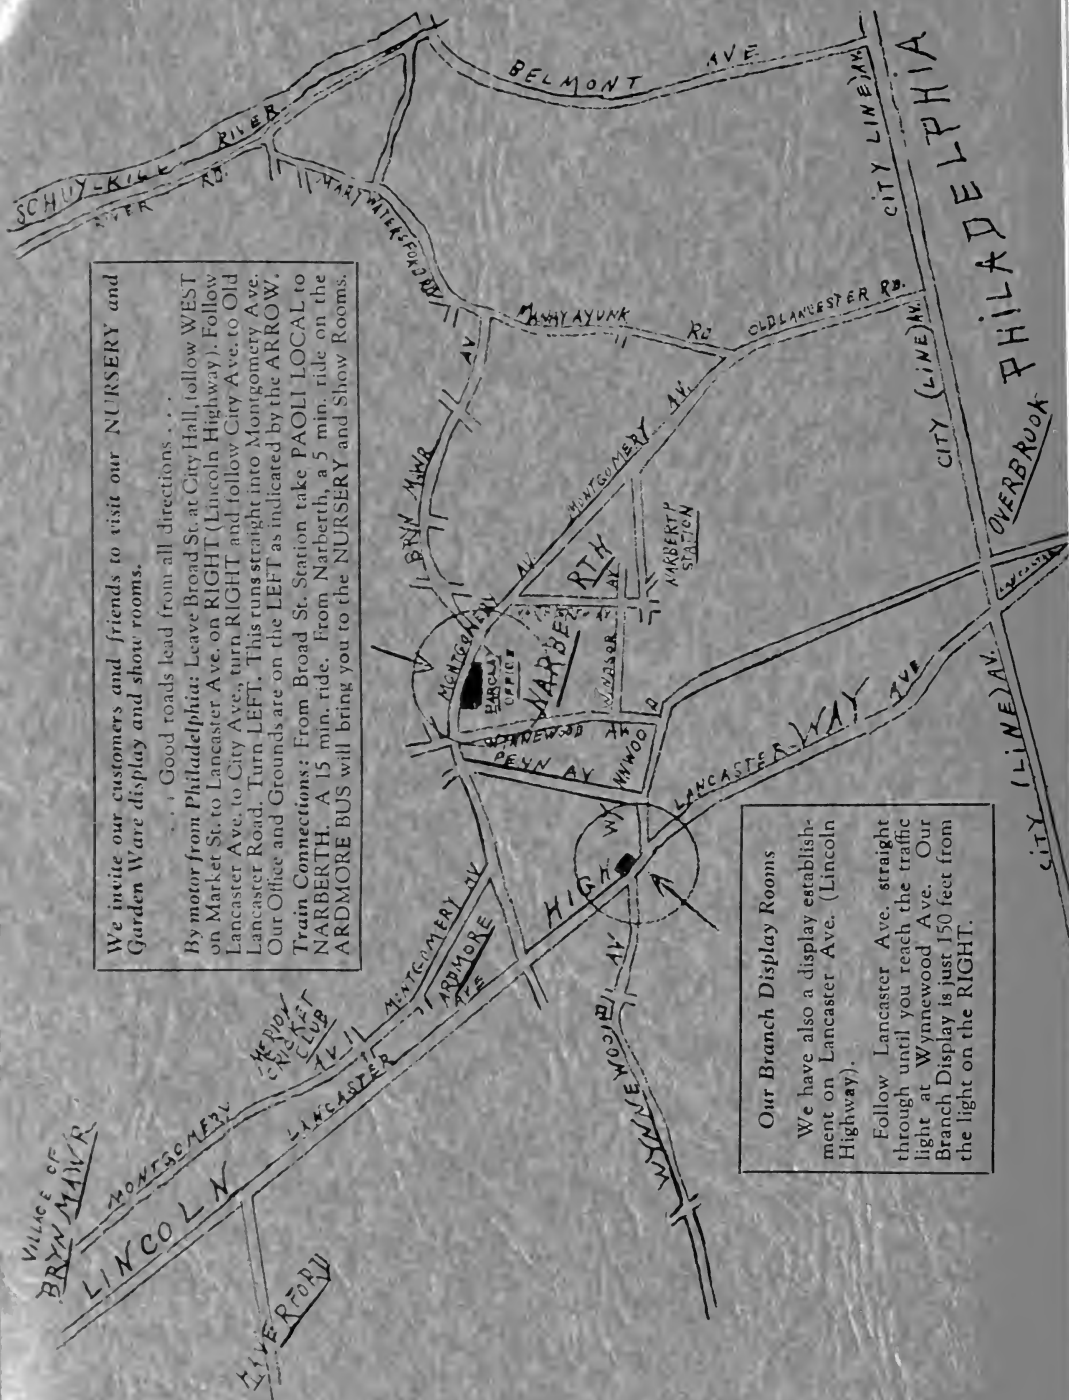 We invite our customers and friends to visit our NURSERY and
Garden Ware display and show rooms.
. . . Good roads lead from all directions . . .
By motor from Philadelphia: Leave Broad St. at City Hall, follow WEST
on Market St. to Lancaster Ave. on RIGHT (Lincoln Highway). Follow
Lancaster Ave. to City Ave., turn RIGHT and follow City Ave. to Old
Lancaster Road. Turn LEFT. This runs straight into Montgomery Ave.
Our Office and Grounds are on the LEFT as indicated by the ARROW.
Train Connections: From Broad St. Station take PAOLI LOCAL to
NARBERTH. A 15 min. ride. From Narberth, a 5 min. ride on the
ARDMORE BUS will bring you to the NURSERY and Show Rooms.
SCHUYLKILL RIVER
RIVER RD.
BELMONT AVE
MARY WATERSFORD RD
MANAYUNK RD
OLD LANCESTER RD.
CITY (LINE) AV.
CITY (LINE) AV.
CITY (LINE) AV.
PHILADELPHIA
OVERBROOK
LANCASTER
BRYN MWR AV
MONTGOMERY AV.
AV.
MONTGOMERY
NARBERTH
NARBERTH
STATION
WINDSOR AV
OFFICE
WYNNEWOOD AV
PEYN AV
WYNNWOOD
LANCASTER AVE
LINCOLN HIGHWAY
WYNNEWOOD AV.
MONTGOMERY AV
ARDMORE
AVE
LANCASTER
MERION
CRICKET
CLUB
MONTGOMERY AV
VILLAGE OF
BRYN MAWR
HAVERFORD
Our Branch Display Rooms
We have also a display establish-
ment on Lancaster Ave. (Lincoln
Highway).
Follow Lancaster Ave. straight
through until you reach the traffic
light at Wynnewood Ave. Our
Branch Display is just 150 feet from
the light on the RIGHT.